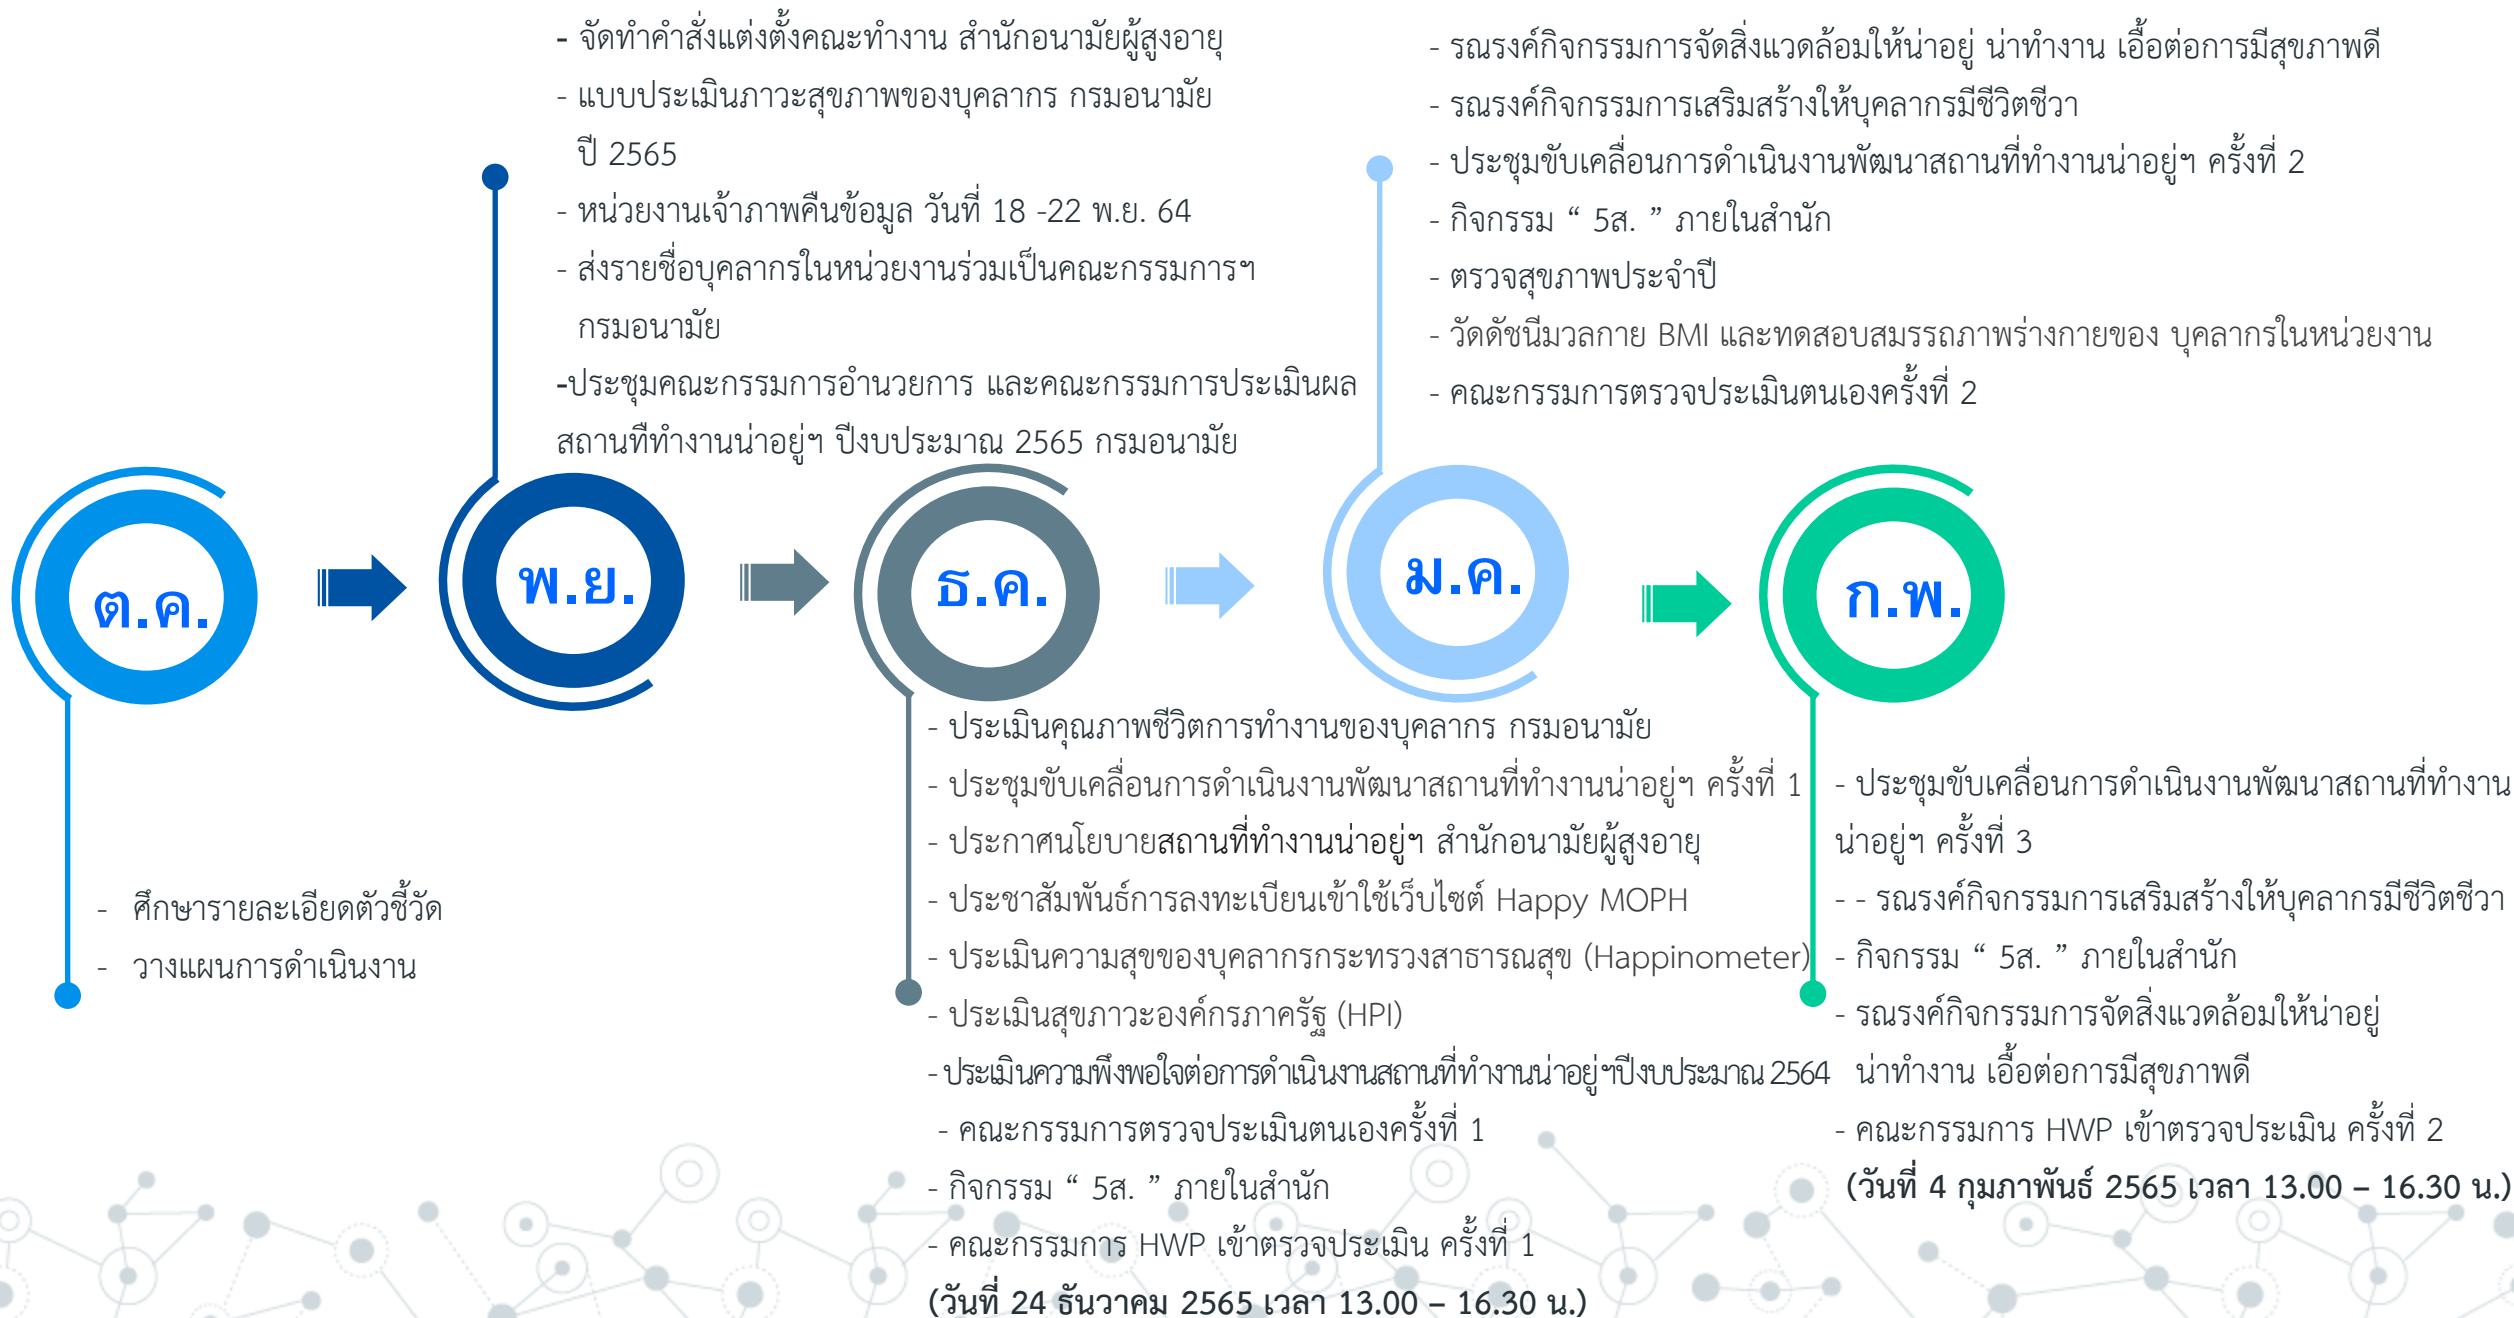 - จัดทำคำสั่งแต่งตั้งคณะทำงาน สำนักอนามัยผู้สูงอายุ
- แบบประเมินภาวะสุขภาพของบุคลากร กรมอนามัย
ปี 2565
- หน่วยงานเจ้าภาพคืนข้อมูล วันที่ 18 -22 พ.ย. 64
- ส่งรายชื่อบุคลากรในหน่วยงานร่วมเป็นคณะกรรมการฯ
กรมอนามัย
-ประชุมคณะกรรมการอำนวยการ และคณะกรรมการประเมินผล
สถานที่ทำงานน่าอยู่ฯ ปีงบประมาณ 2565 กรมอนามัย
- รณรงค์กิจกรรมการจัดสิ่งแวดล้อมให้น่าอยู่ น่าทำงาน เอื้อต่อการมีสุขภาพดี
- รณรงค์กิจกรรมการเสริมสร้างให้บุคลากรมีชีวิตชีวา
- ประชุมขับเคลื่อนการดำเนินงานพัฒนาสถานที่ทำงานน่าอยู่ฯ ครั้งที่ 2
- กิจกรรม “ 5ส. ” ภายในสำนัก
- ตรวจสุขภาพประจำปี
- วัดดัชนีมวลกาย BMI และทดสอบสมรรถภาพร่างกายของ บุคลากรในหน่วยงาน
- คณะกรรมการตรวจประเมินตนเองครั้งที่ 2
ต.ค.
พ.ย.
ธ.ค.
ม.ค.
ก.พ.
- ศึกษารายละเอียดตัวชี้วัด
- วางแผนการดำเนินงาน
- ประเมินคุณภาพชีวิตการทำงานของบุคลากร กรมอนามัย
- ประชุมขับเคลื่อนการดำเนินงานพัฒนาสถานที่ทำงานน่าอยู่ฯ ครั้งที่ 1
- ประกาศนโยบายสถานที่ทำงานน่าอยู่ฯ สำนักอนามัยผู้สูงอายุ
- ประชาสัมพันธ์การลงทะเบียนเข้าใช้เว็บไซต์ Happy MOPH
- ประเมินความสุขของบุคลากรกระทรวงสาธารณสุข (Happinometer)
- ประเมินสุขภาวะองค์กรภาครัฐ (HPI)
- ประเมินความพึงพอใจต่อการดำเนินงานสถานที่ทำงานน่าอยู่ฯปีงบประมาณ 2564
- คณะกรรมการตรวจประเมินตนเองครั้งที่ 1
- กิจกรรม “ 5ส. ” ภายในสำนัก
- คณะกรรมการ HWP เข้าตรวจประเมิน ครั้งที่ 1
(วันที่ 24 ธันวาคม 2565 เวลา 13.00 – 16.30 น.)
- ประชุมขับเคลื่อนการดำเนินงานพัฒนาสถานที่ทำงาน
น่าอยู่ฯ ครั้งที่ 3
- - รณรงค์กิจกรรมการเสริมสร้างให้บุคลากรมีชีวิตชีวา
- กิจกรรม “ 5ส. ” ภายในสำนัก
- รณรงค์กิจกรรมการจัดสิ่งแวดล้อมให้น่าอยู่
น่าทำงาน เอื้อต่อการมีสุขภาพดี
- คณะกรรมการ HWP เข้าตรวจประเมิน ครั้งที่ 2
(วันที่ 4 กุมภาพันธ์ 2565 เวลา 13.00 – 16.30 น.)